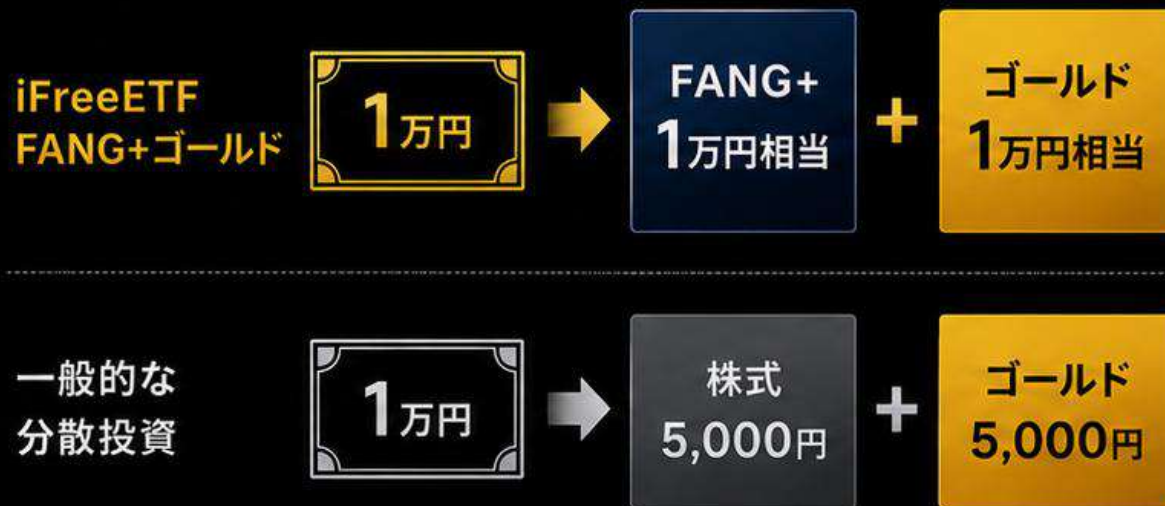 iFreeETF
FANG+ゴールド
1万円
FANG+
1万円相当
+
ゴールド
1万円相当
一般的な
分散投資
1万円
株式
5,000円
+
ゴールド
5,000円